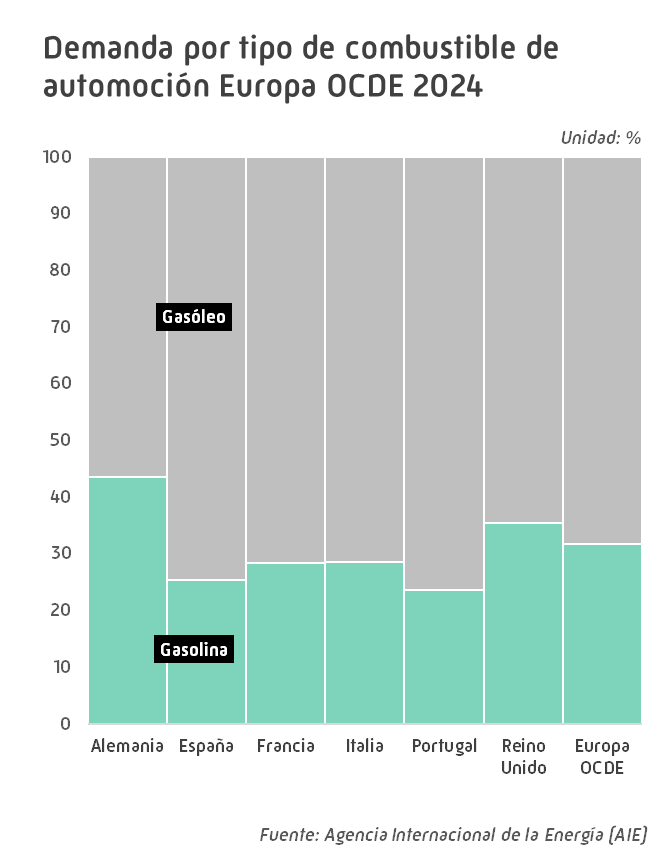 Demanda por tipo de combustible de
automoción Europa OCDE 2024
Unidad: %
100
90
80
Gasóleo
70
60
50
40
30
20
Gasolina
10
0
Alemania España Francia Italia Portugal Reino Unido Europa OCDE
Fuente: Agencia Internacional de la Energía (AIE)